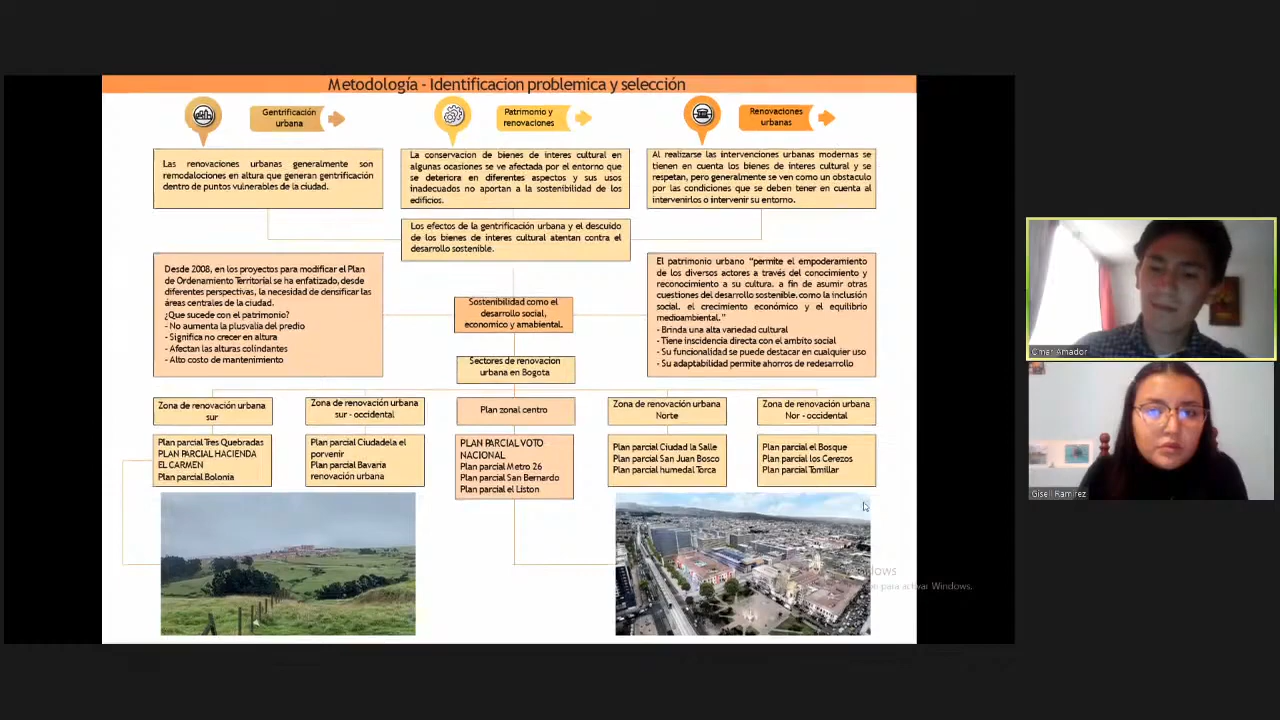 Metodología - Identificacion problemica y selección
Gentrificación
urbana
Patrimonio y
renovaciones
Renovaciones
urbanas
Las renovaciones urbanas generalmente son
remodalociones en altura que generan gentrificación
dentro de puntos vulnerables de la ciudad.
La conservacion de bienes de interes cultural en
algunas ocasiones se ve afectada por el entorno que
se deteriora en diferentes aspectos y sus usos
inadecuados no aportan a la sostenibilidad de los
edificios.
Al realizarse las intervenciones urbanas modernas se
tienen en cuenta los bienes de interes cultural y se
respetan, pero generalmente se ven como un obstaculo
por las condiciones que se deben tener en cuenta al
intervenirlos o intervenir su entorno.
Los efectos de la gentrificación urbana y el descuido
de los bienes de interes cultural atentan contra el
desarrollo sostenible.
Desde 2008, en los proyectos para modificar el Plan
de Ordenamiento Territorial se ha enfatizado, desde
diferentes perspectivas, la necesidad de densificar las
áreas centrales de la ciudad.
¿Que sucede con el patrimonio?
- No aumenta la plusvalia del predio
- Significa no crecer en altura
- Afectan las alturas colindantes
- Alto costo de mantenimiento
Sostenibilidad como el
desarrollo social,
economico y amabiental.
El patrimonio urbano “permite el empoderamiento
de los diversos actores a través del conocimiento y
reconocimiento a su cultura. a fin de asumir otras
cuestiones del desarrollo sostenible. como la inclusión
social. el crecimiento económico y el equilibrio
medioambiental.”
- Brinda una alta variedad cultural
- Tiene inscidencia directa con el ambito social
- Su funcionalidad se puede destacar en cualquier uso
- Su adaptabilidad permite ahorros de redesarrollo
Sectores de renovacion
urbana en Bogota
Zona de renovación urbana
sur
Zona de renovación urbana
sur - occidental
Plan zonal centro
Zona de renovación urbana
Norte
Zona de renovación urbana
Nor - occidental
Plan parcial Tres Quebradas
PLAN PARCIAL HACIENDA
EL CARMEN
Plan parcial Bolonia
Plan parcial Ciudadela el
porvenir
Plan parcial Bavaria
renovación urbana
PLAN PARCIAL VOTO
NACIONAL
Plan parcial Metro 26
Plan parcial San Bernardo
Plan parcial el Liston
Plan parcial Ciudad la Salle
Plan parcial San Juan Bosco
Plan parcial humedal Torca
Plan parcial el Bosque
Plan parcial los Cerezos
Plan parcial Tomillar
para activar Windows.
Omar Amador
Gisell Ramirez